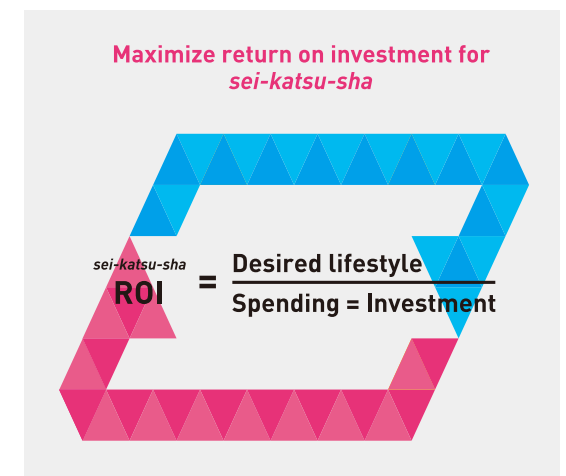 Maximize return on investment for
sei-katsu-sha
sei-katsu-sha
ROI
=
Desired lifestyle
Spending = Investment